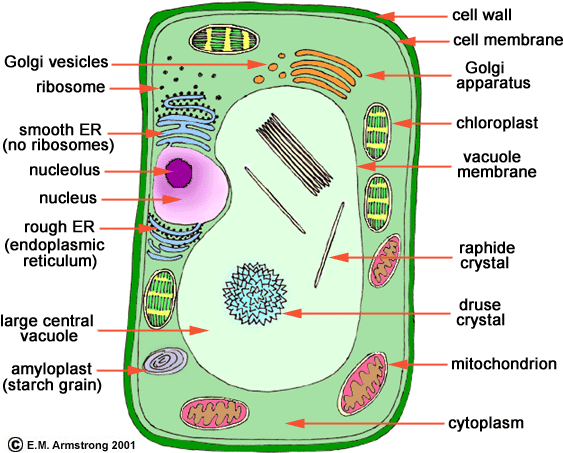 cell wall
cell membrane
Golgi vesicles
Golgi
apparatus
ribosome
smooth ER
(no ribosomes)
chloroplast
vacuole
membrane
nucleolus
nucleus
rough ER
(endoplasmic
reticulum)
raphide
crystal
druse
crystal
large central
vacuole
amyloplast
(starch grain)
mitochondrion
cytoplasm
© E.M. Armstrong 2001